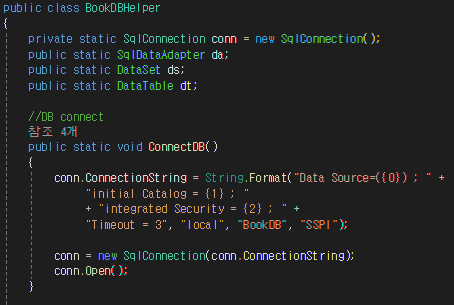 public class BookDBHelper
{
private static SqlConnection conn = new SqlConnection();
public static SqlDataAdapter da;
public static DataSet ds;
public static DataTable dt;
//DB connect
참조 4개
public static void ConnectDB()
{
conn.ConnectionString = String.Format("Data Source=({0}) ; " +
"initial Catalog = {1} ; "
+ "integrated Security = {2} ; " +
"Timeout = 3", "local", "BookDB", "SSPI");
conn = new SqlConnection(conn.ConnectionString);
conn.Open();
}